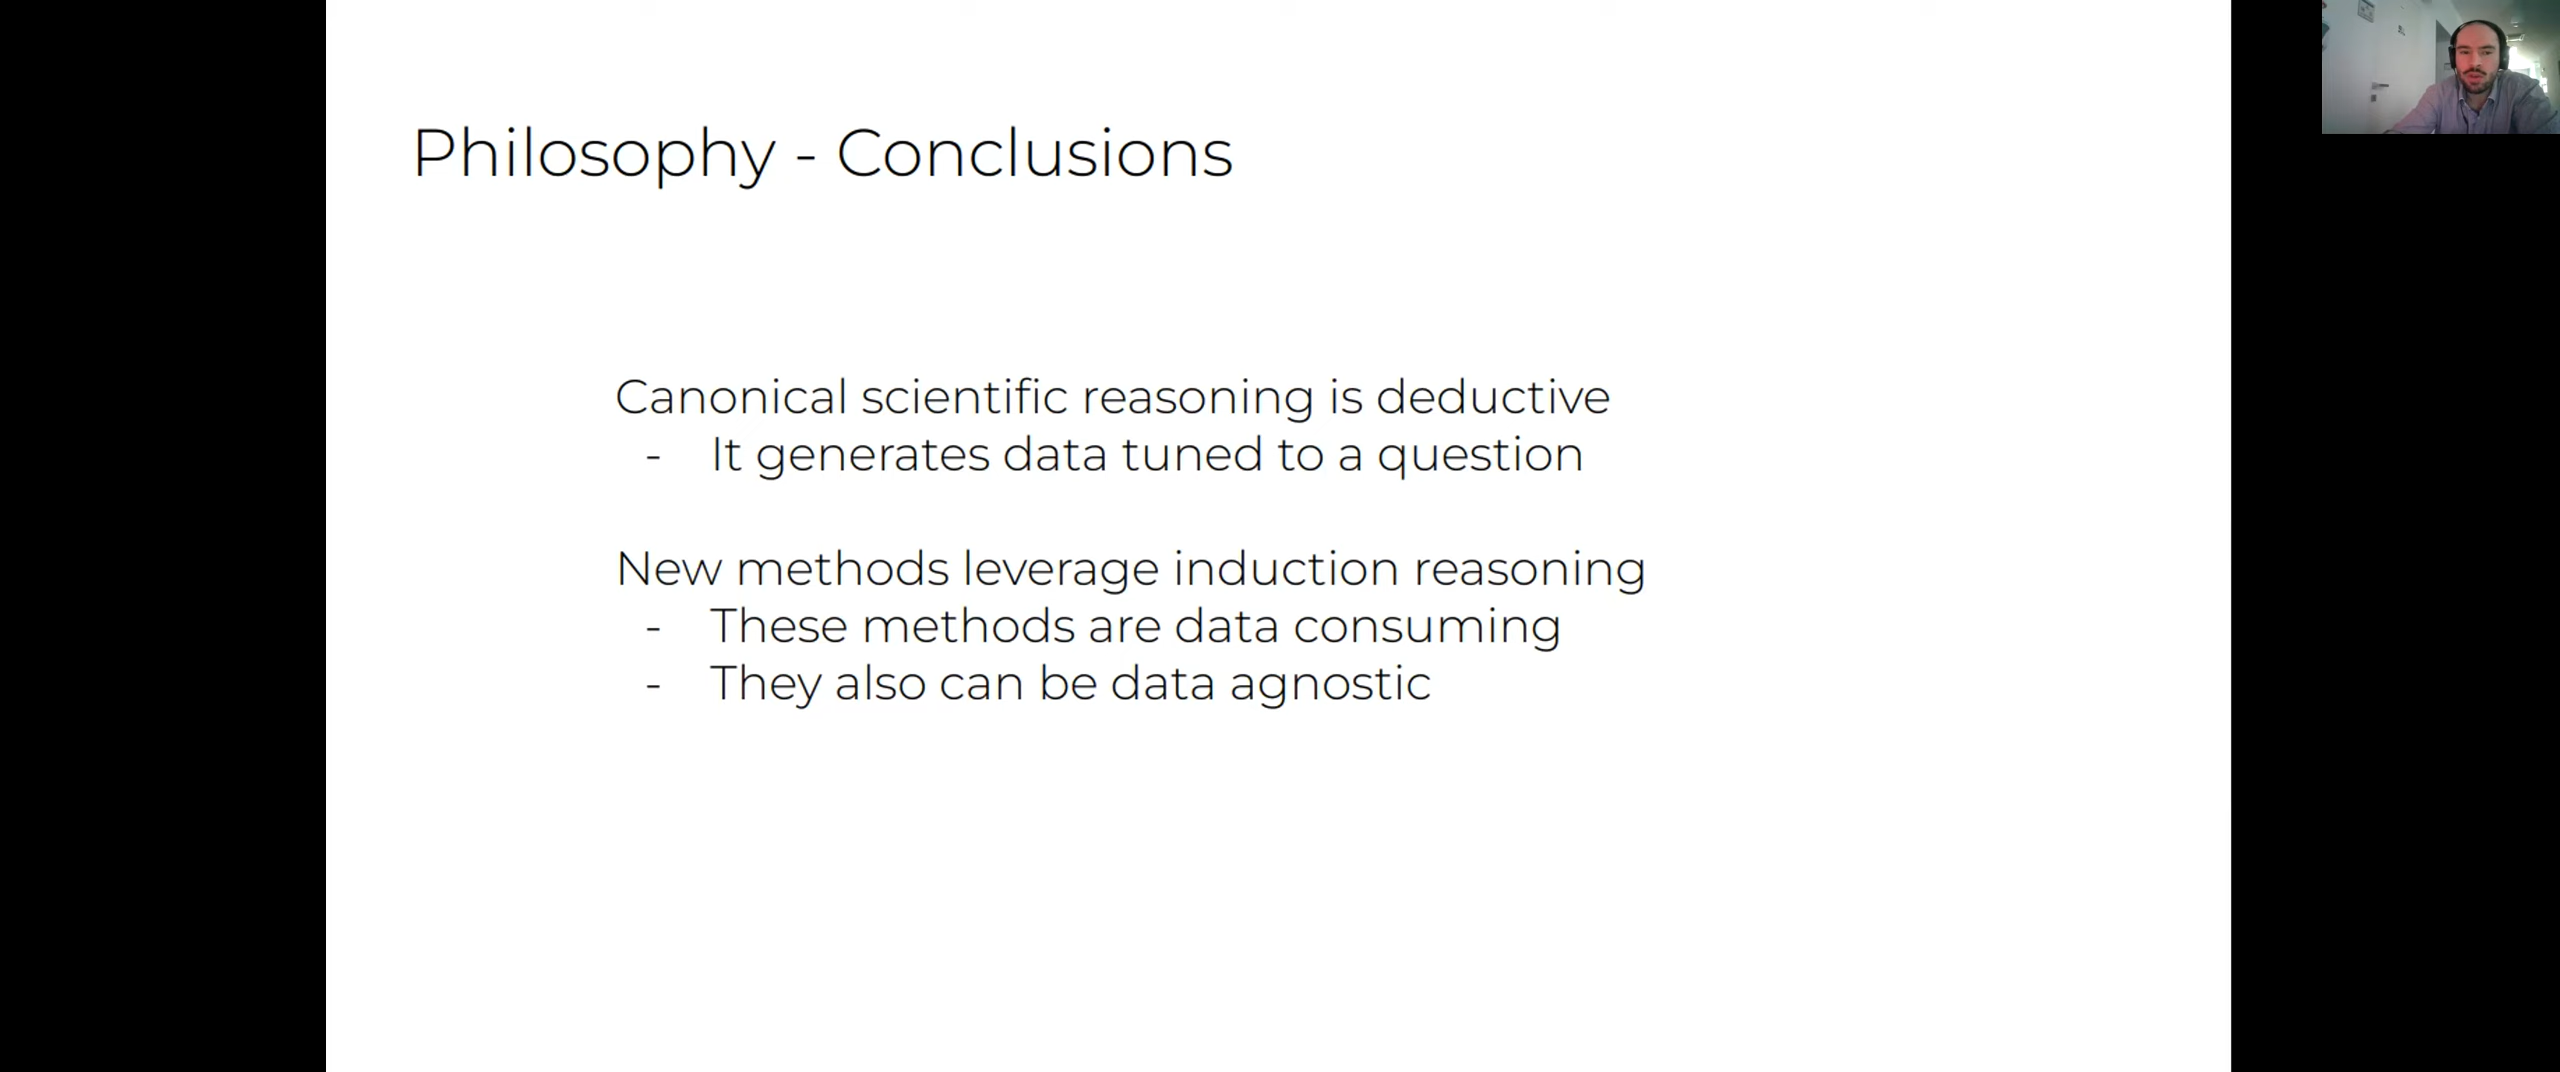 Philosophy - Conclusions
Canonical scientific reasoning is deductive
- It generates data tuned to a question
New methods leverage induction reasoning
- These methods are data consuming
- They also can be data agnostic